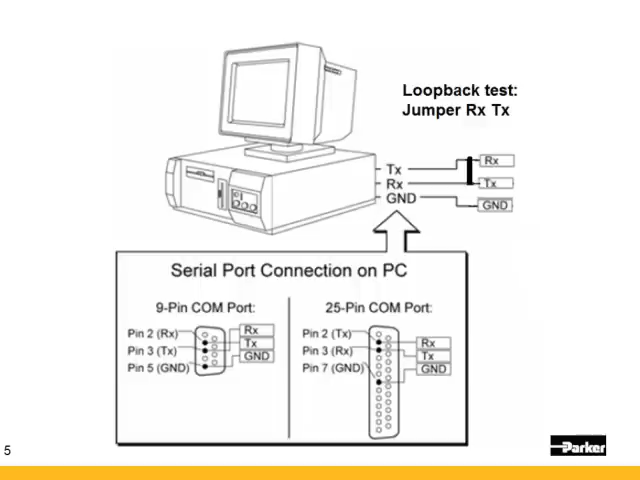 Loopback test:
Jumper Rx Tx
Tx
Rx
GND
Rx
Tx
GND
Serial Port Connection on PC
9-Pin COM Port:
Pin 2 (Rx)
Pin 3 (Tx)
Pin 5 (GND)
Rx
Tx
GND
25-Pin COM Port:
Pin 2 (Tx)
Pin 3 (Rx)
Pin 7 (GND)
Rx
Tx
GND
5
Parker